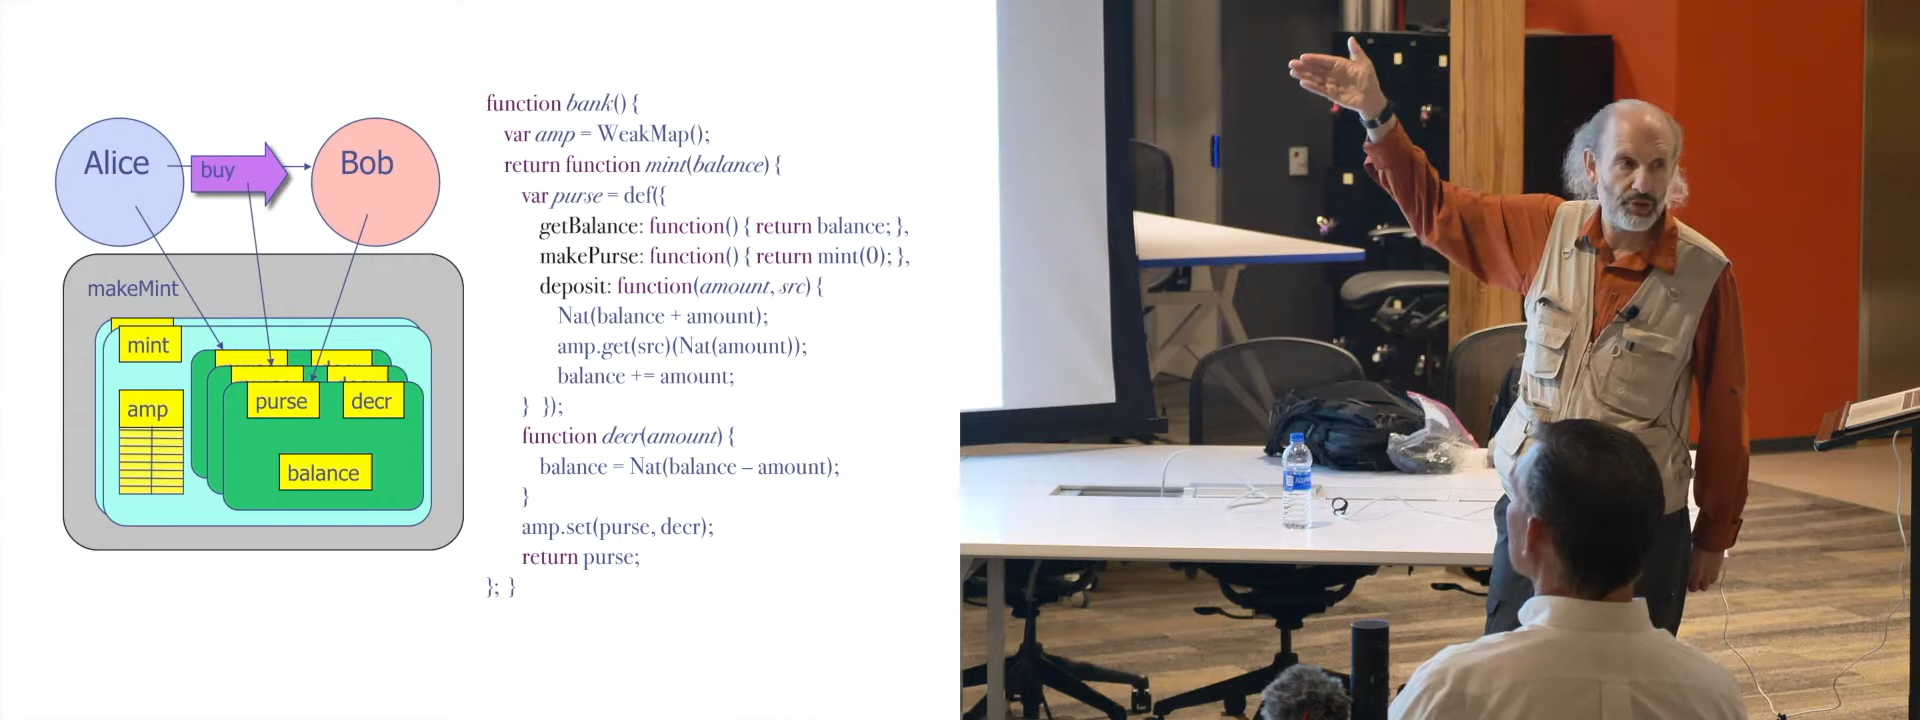 Alice
buy
Bob
makeMint
mint
amp
purse
decr
balance
function bank() {
var amp = WeakMap();
return function mint(balance) {
var purse = def({
getBalance: function() { return balance; },
makePurse: function() { return mint(0); },
deposit: function(amount, src) {
Nat(balance + amount);
amp.get(src)(Nat(amount));
balance += amount;
} });
function decr(amount) {
balance = Nat(balance – amount);
}
amp.set(purse, decr);
return purse;
}; }